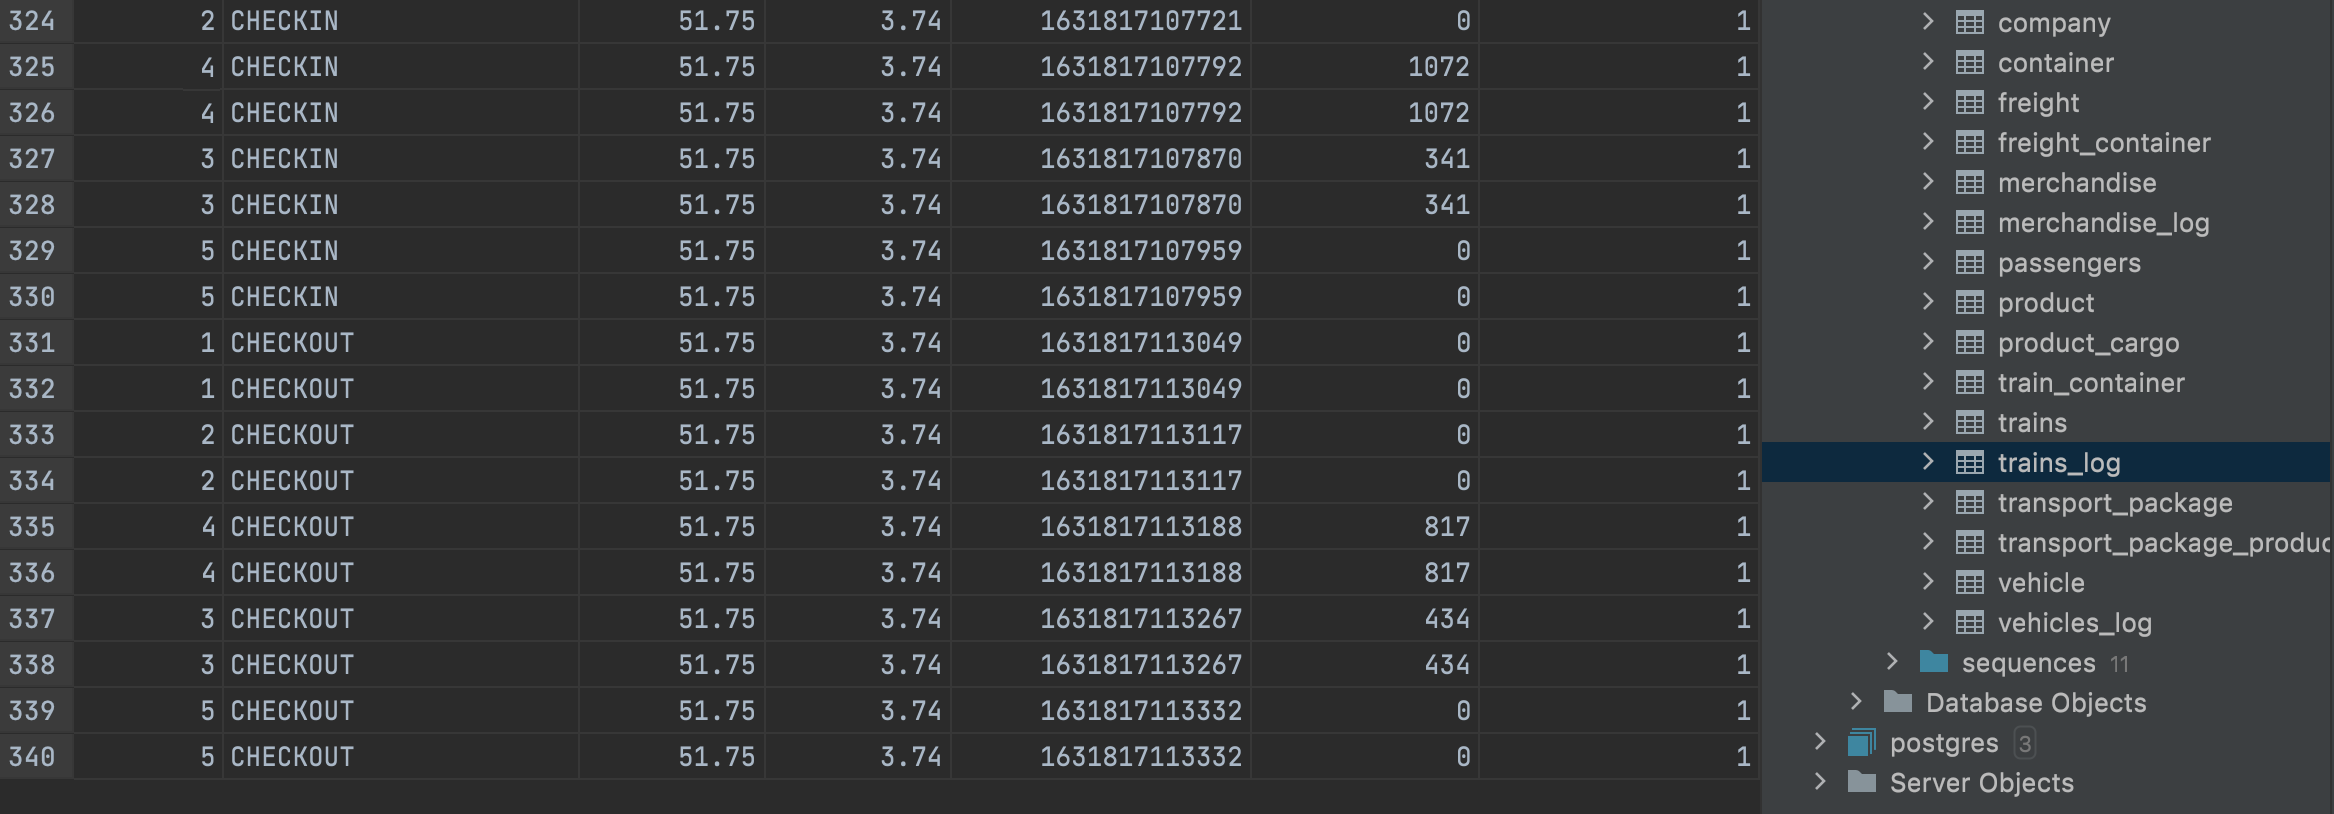 324 2 CHECKIN 51.75 3.74 1631817107721 0 1
325 4 CHECKIN 51.75 3.74 1631817107792 1072 1
326 4 CHECKIN 51.75 3.74 1631817107792 1072 1
327 3 CHECKIN 51.75 3.74 1631817107870 341 1
328 3 CHECKIN 51.75 3.74 1631817107870 341 1
329 5 CHECKIN 51.75 3.74 1631817107959 0 1
330 5 CHECKIN 51.75 3.74 1631817107959 0 1
331 1 CHECKOUT 51.75 3.74 1631817113049 0 1
332 1 CHECKOUT 51.75 3.74 1631817113049 0 1
333 2 CHECKOUT 51.75 3.74 1631817113117 0 1
334 2 CHECKOUT 51.75 3.74 1631817113117 0 1
335 4 CHECKOUT 51.75 3.74 1631817113188 817 1
336 4 CHECKOUT 51.75 3.74 1631817113188 817 1
337 3 CHECKOUT 51.75 3.74 1631817113267 434 1
338 3 CHECKOUT 51.75 3.74 1631817113267 434 1
339 5 CHECKOUT 51.75 3.74 1631817113332 0 1
340 5 CHECKOUT 51.75 3.74 1631817113332 0 1
company
container
freight
freight_container
merchandise
merchandise_log
passengers
product
product_cargo
train_container
trains
trains_log
transport_package
transport_package_produc
vehicle
vehicles_log
sequences 11
Database Objects
postgres 3
Server Objects